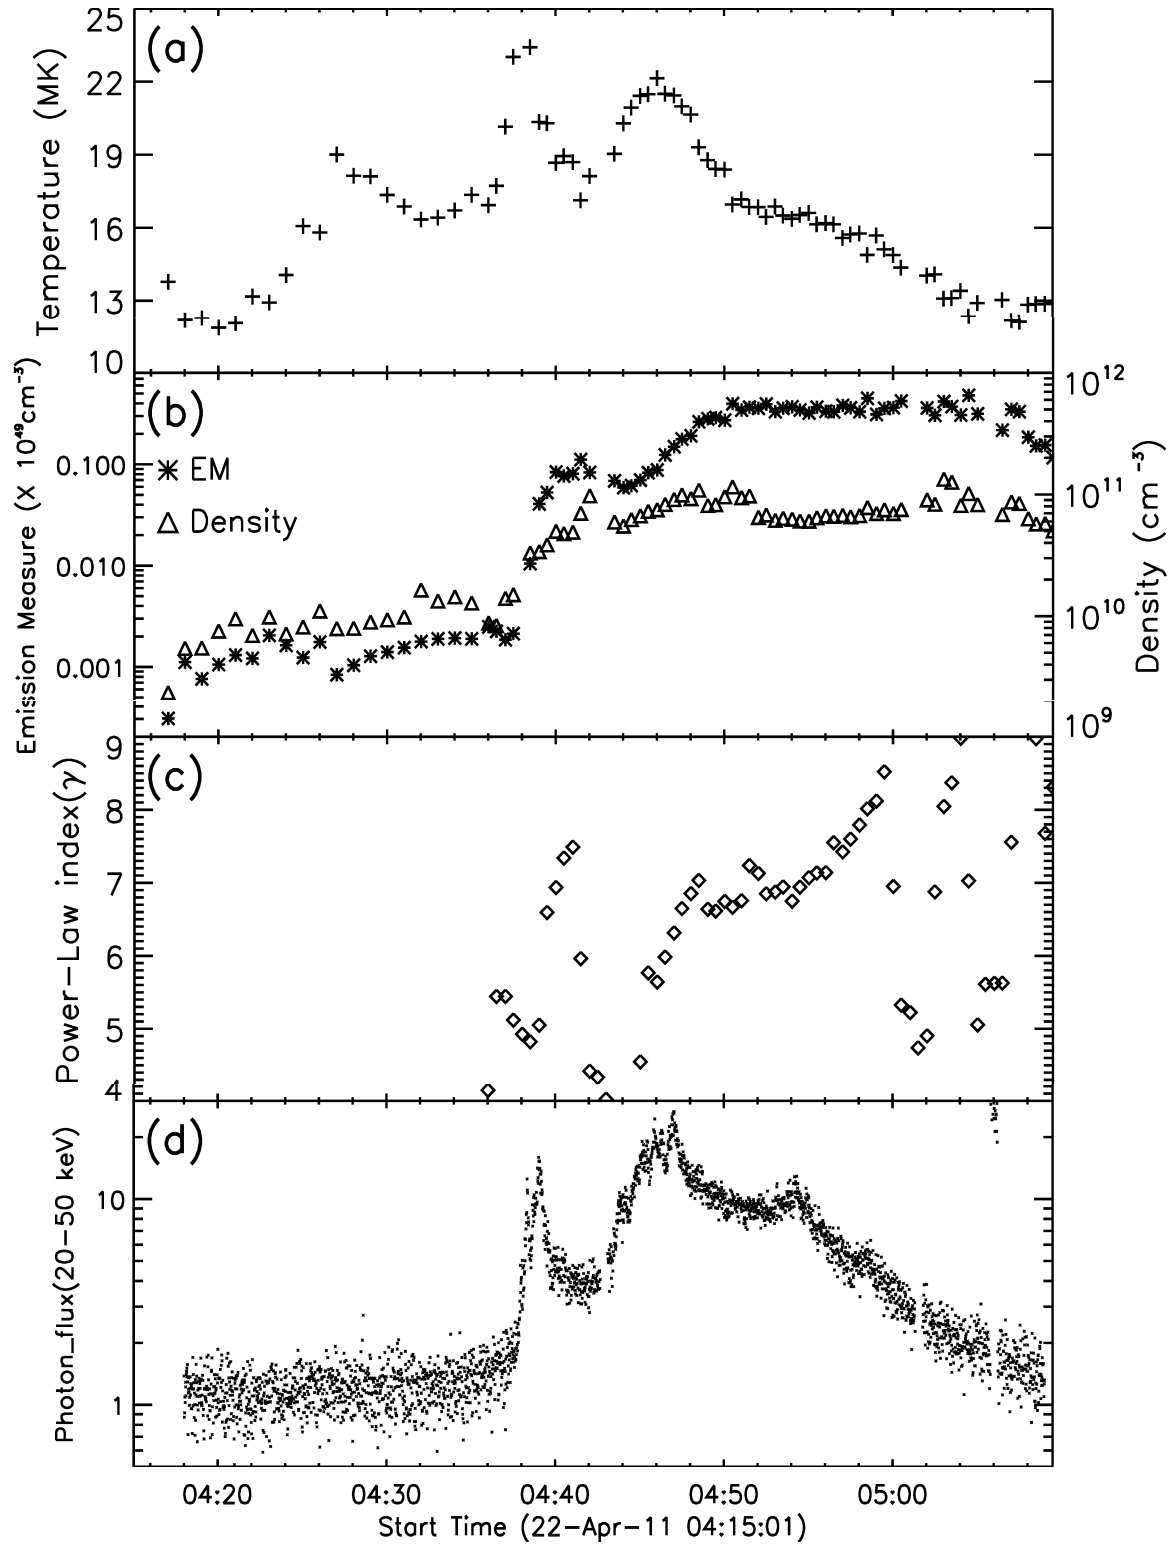 (a)
25
22
19
16
13
10
Temperature (MK)
(b)
EM
Density
0.100
0.010
0.001
Emission Measure (X 10⁴⁹cm⁻³)
10¹²
10¹¹
10¹⁰
10⁹
Density (cm⁻³)
(c)
9
8
7
6
5
4
Power-Law index(γ)
(d)
10
1
Photon_flux(20-50 keV)
04:20 04:30 04:40 04:50 05:00
Start Time (22-Apr-11 04:15:01)